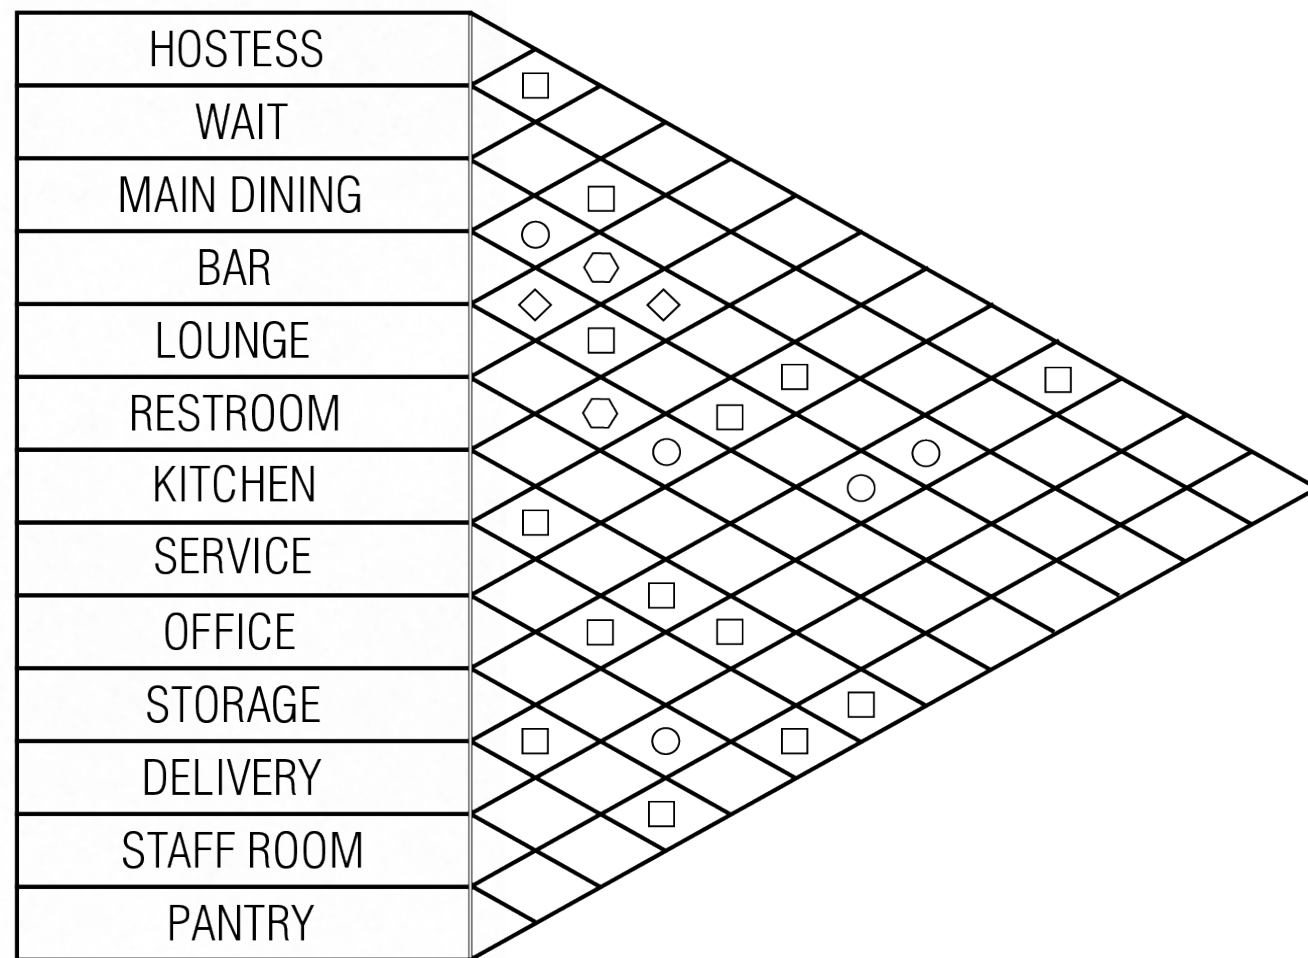 HOSTESS
WAIT
MAIN DINING
BAR
LOUNGE
RESTROOM
KITCHEN
SERVICE
OFFICE
STORAGE
DELIVERY
STAFF ROOM
PANTRY